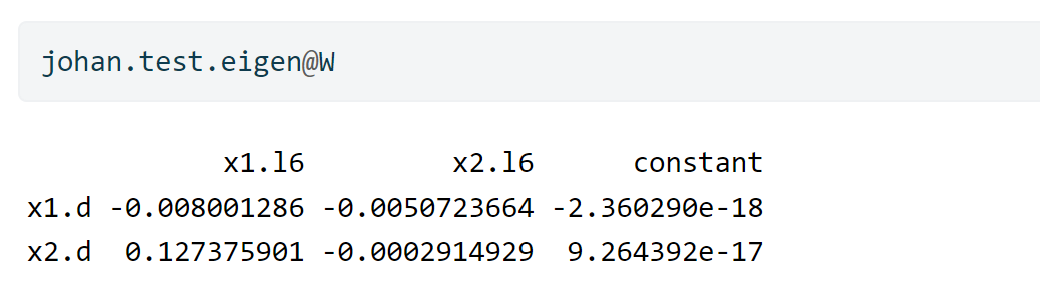 johan.test.eigen@W
x1.l6 x2.l6 constant
x1.d -0.008001286 -0.0050723664 -2.360290e-18
x2.d 0.127375901 -0.0002914929 9.264392e-17